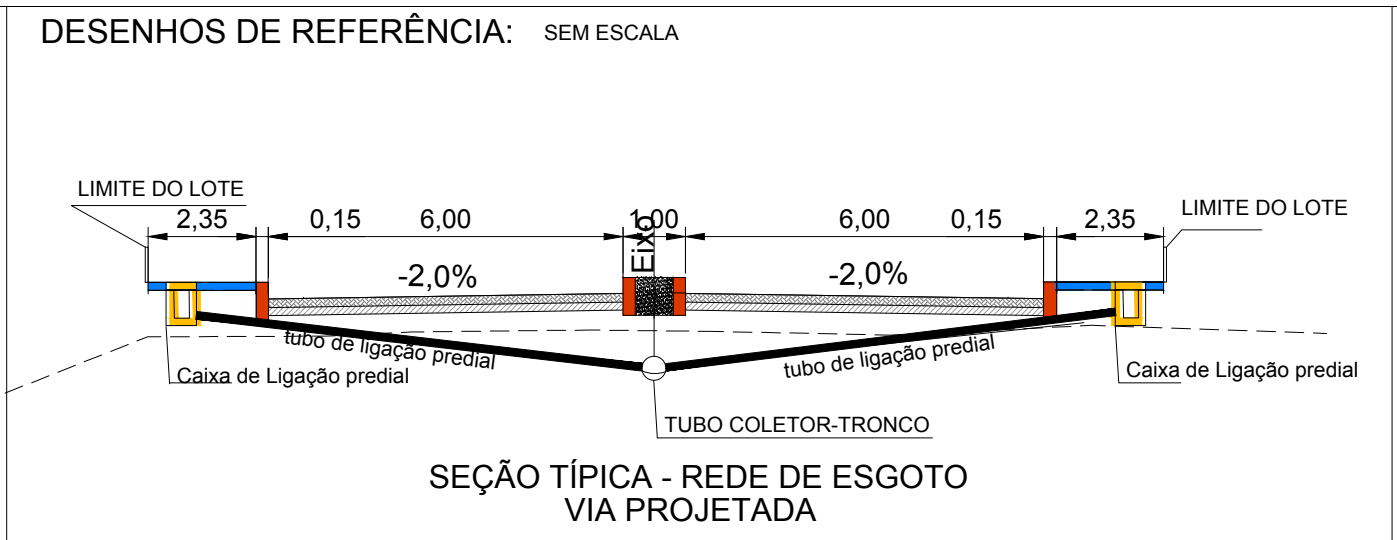 DESENHOS DE REFERÊNCIA: SEM ESCALA
LIMITE DO LOTE
LIMITE DO LOTE
2,35 0,15 6,00 1,00 6,00 0,15 2,35
Eixo
-2,0% -2,0%
tubo de ligação predial
tubo de ligação predial
Caixa de Ligação predial
Caixa de Ligação predial
TUBO COLETOR-TRONCO
SEÇÃO TÍPICA - REDE DE ESGOTO
VIA PROJETADA